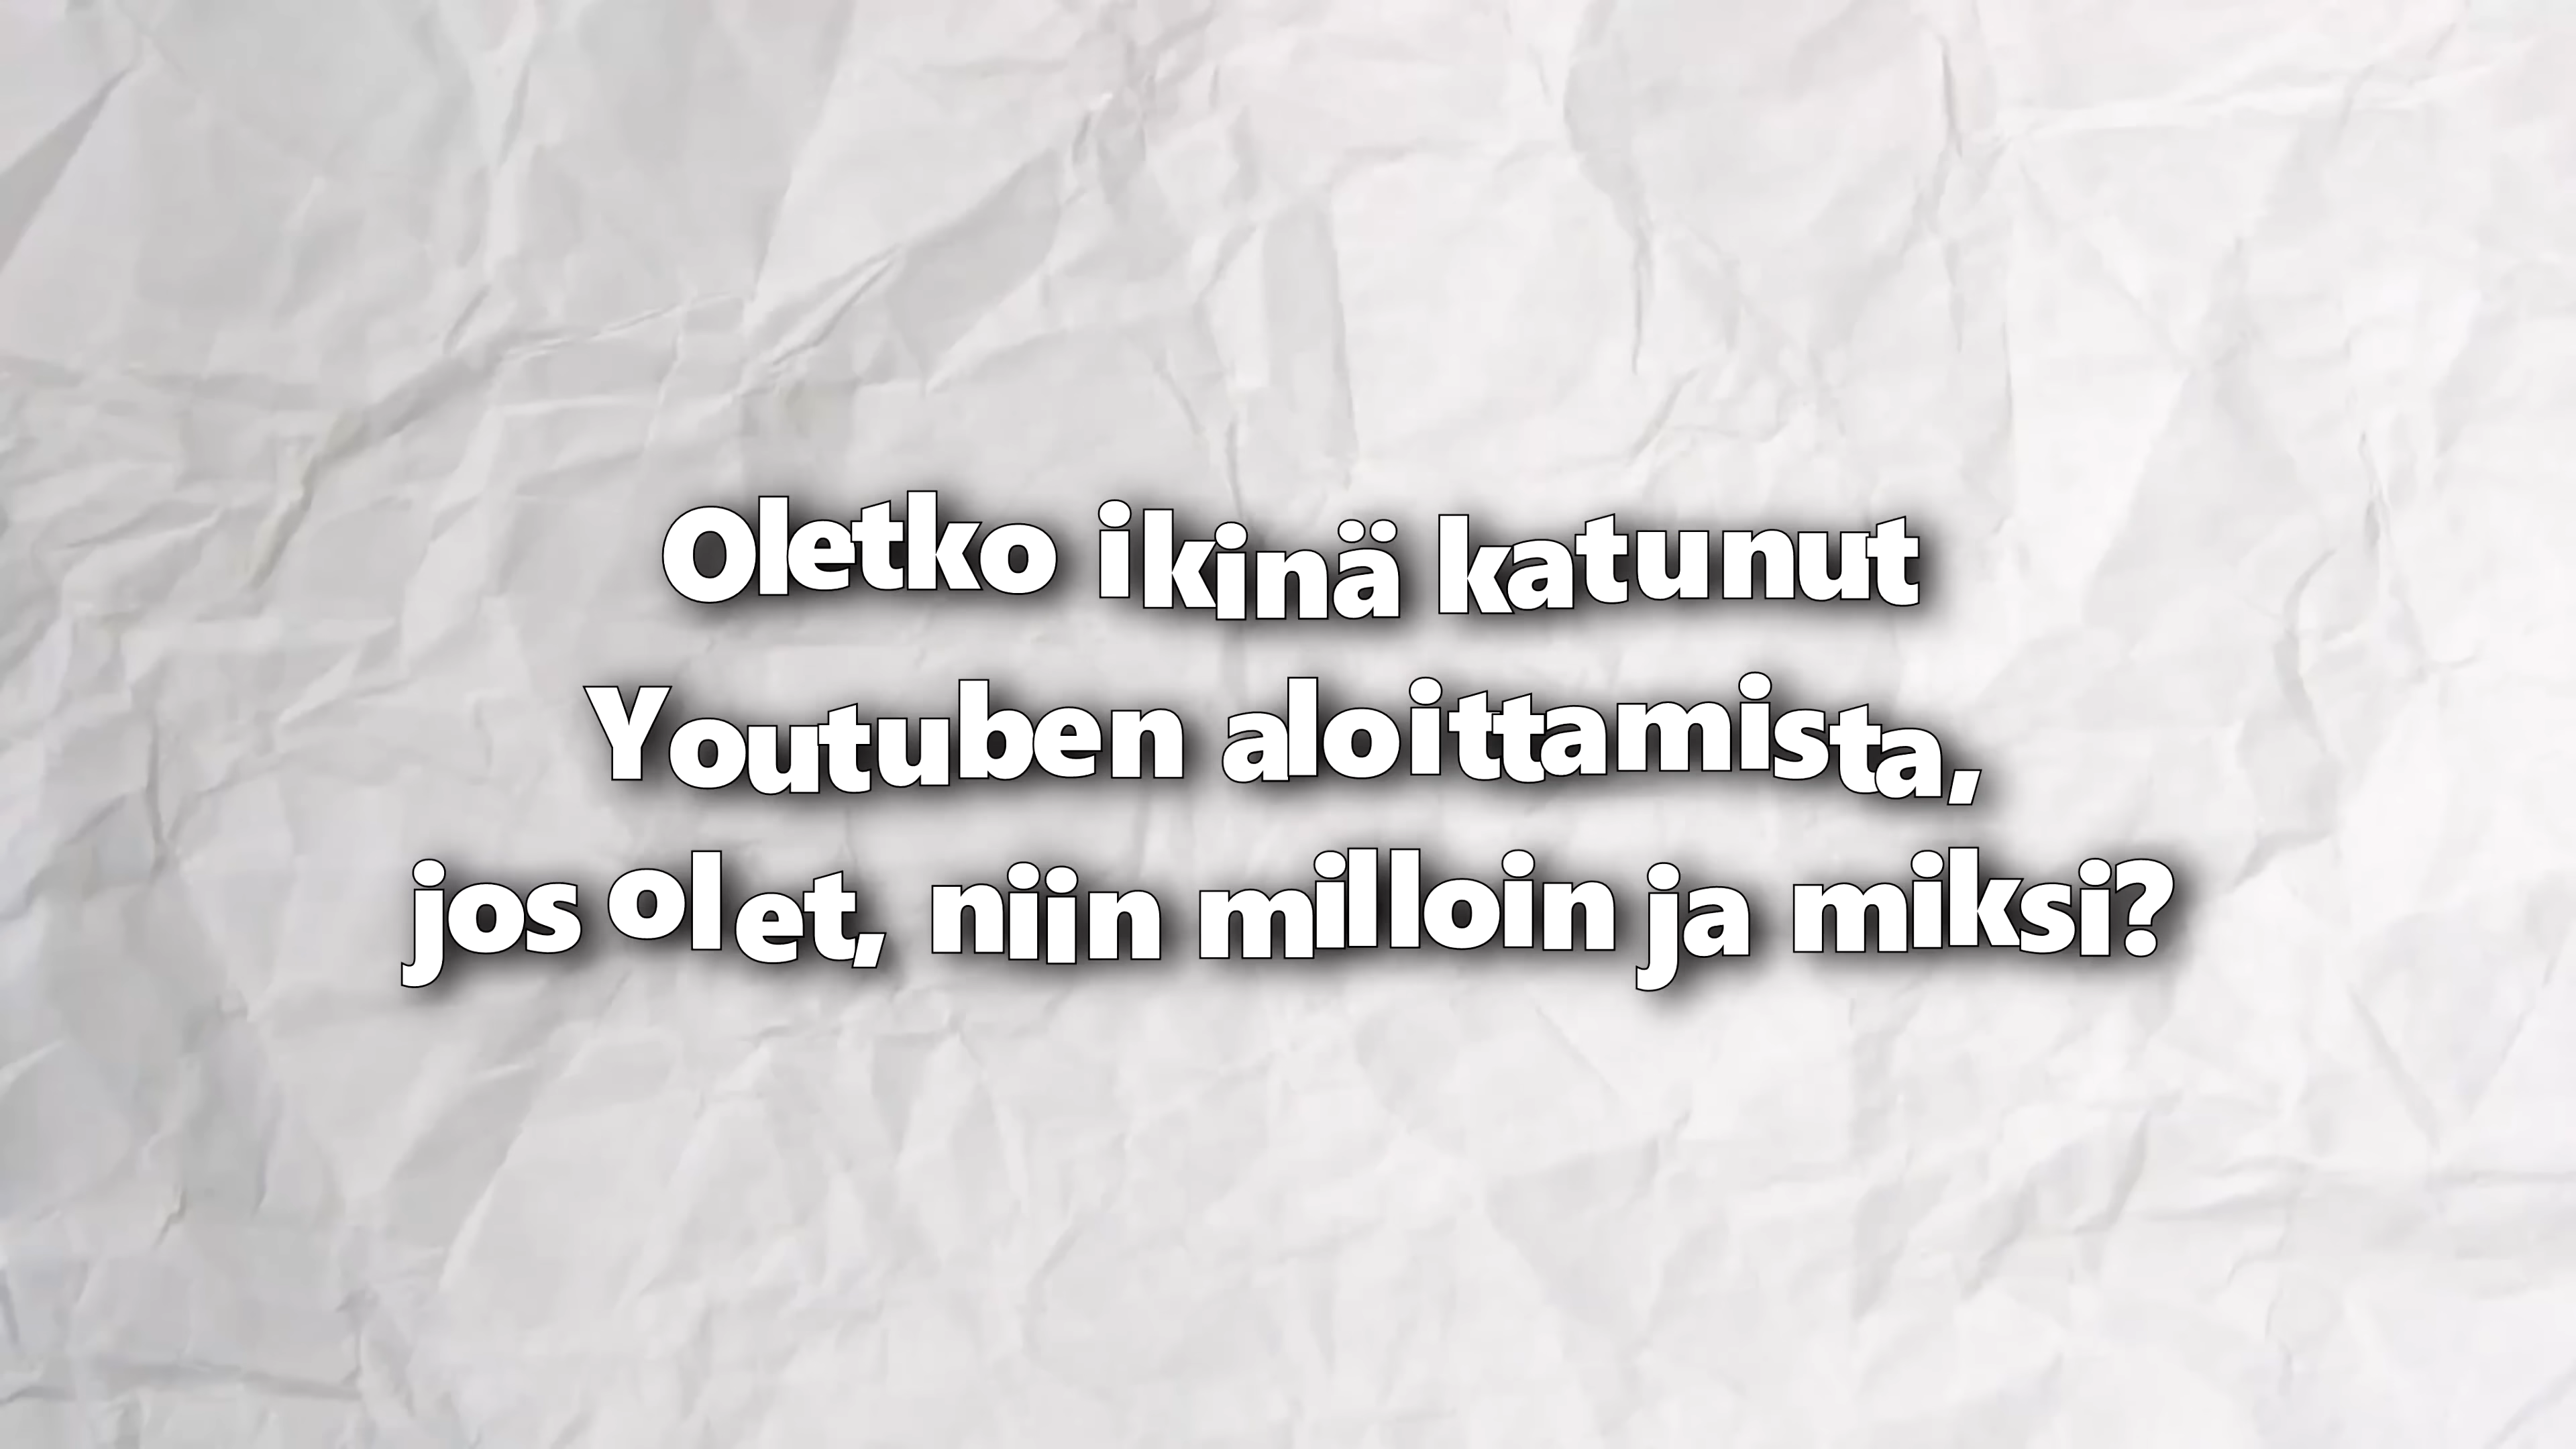 Oletko ikinä katunut
Youtuben aloittamista,
jos olet, niin milloin ja miksi?